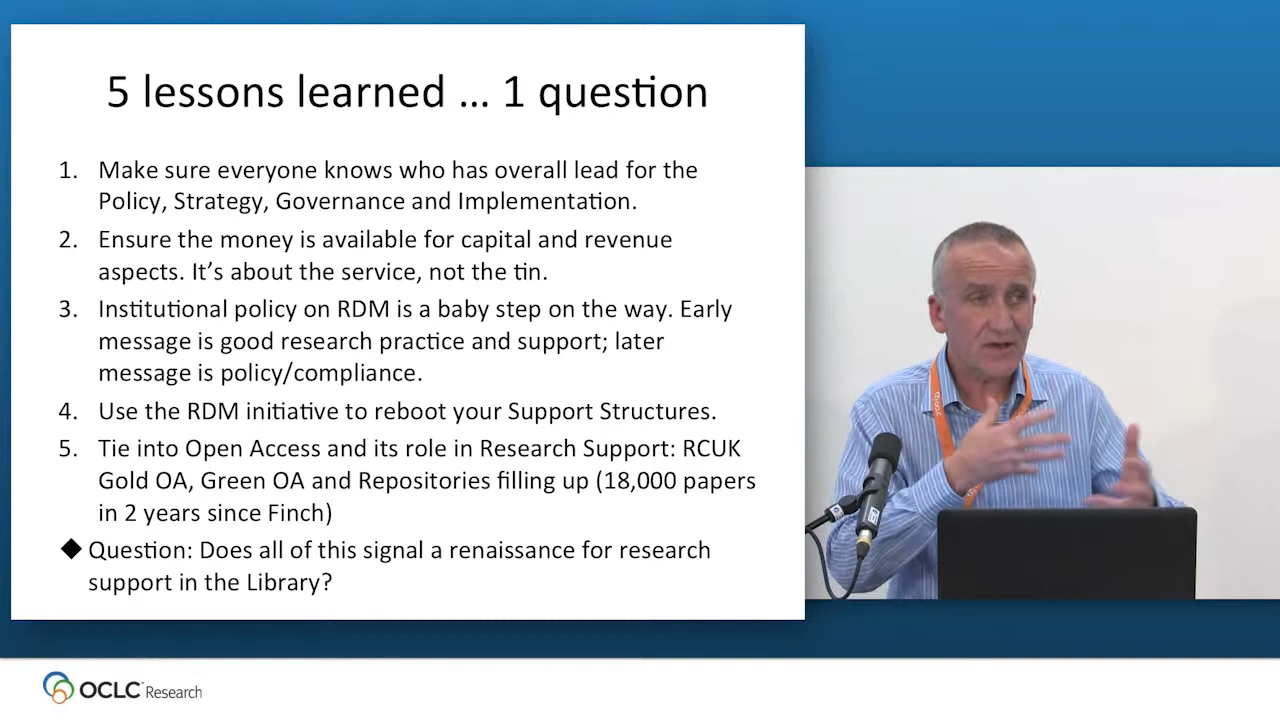 5 lessons learned … 1 question
1. Make sure everyone knows who has overall lead for the
Policy, Strategy, Governance and Implementation.
2. Ensure the money is available for capital and revenue
aspects. It’s about the service, not the tin.
3. Institutional policy on RDM is a baby step on the way. Early
message is good research practice and support; later
message is policy/compliance.
4. Use the RDM initiative to reboot your Support Structures.
5. Tie into Open Access and its role in Research Support: RCUK
Gold OA, Green OA and Repositories filling up (18,000 papers
in 2 years since Finch)
◆ Question: Does all of this signal a renaissance for research
support in the Library?
OCLC Research